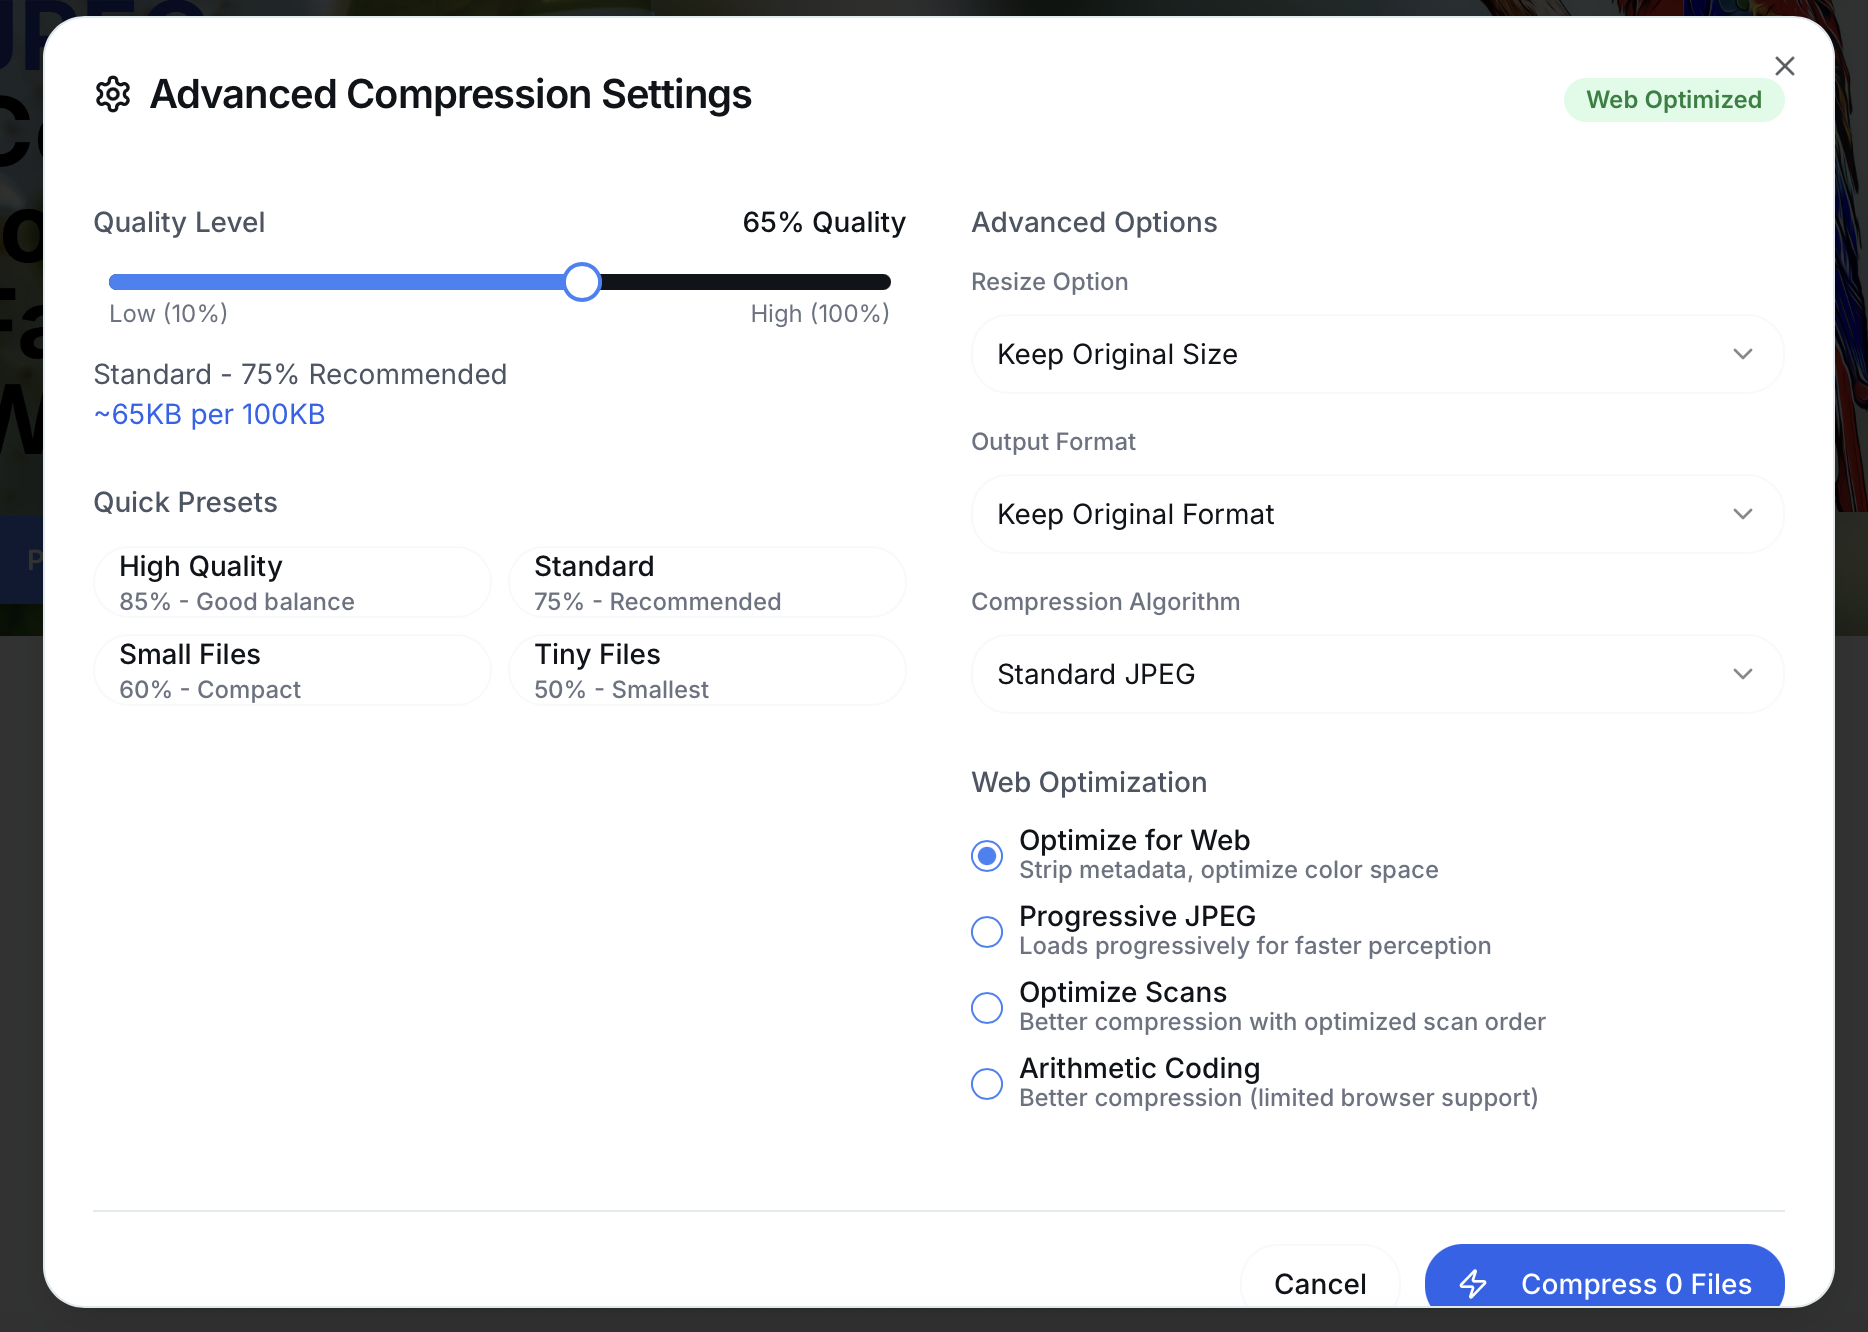 Advanced Compression Settings
Web Optimized
Quality Level
65% Quality
Low (10%)
High (100%)
Standard - 75% Recommended
~65KB per 100KB
Quick Presets
High Quality
85% - Good balance
Standard
75% - Recommended
Small Files
60% - Compact
Tiny Files
50% - Smallest
Advanced Options
Resize Option
Keep Original Size
Output Format
Keep Original Format
Compression Algorithm
Standard JPEG
Web Optimization
Optimize for Web
Strip metadata, optimize color space
Progressive JPEG
Loads progressively for faster perception
Optimize Scans
Better compression with optimized scan order
Arithmetic Coding
Better compression (limited browser support)
Cancel
Compress 0 Files